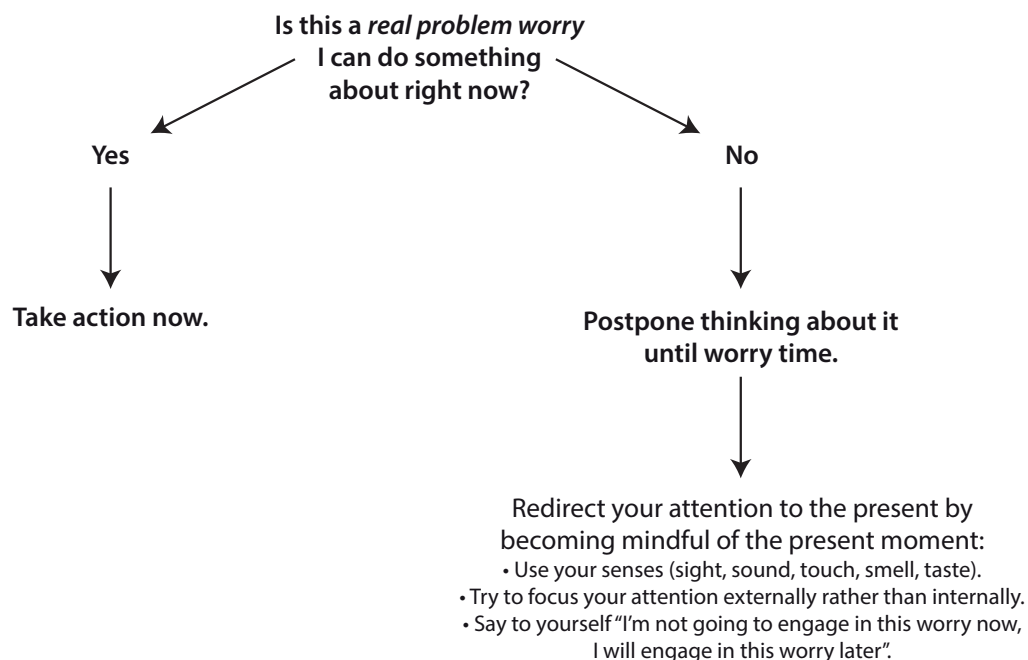 Is this a real problem worry
I can do something
about right now?
Yes
No
Take action now.
Postpone thinking about it
until worry time.
Redirect your attention to the present by
becoming mindful of the present moment:
• Use your senses (sight, sound, touch, smell, taste).
• Try to focus your attention externally rather than internally.
• Say to yourself “I’m not going to engage in this worry now,
I will engage in this worry later”.